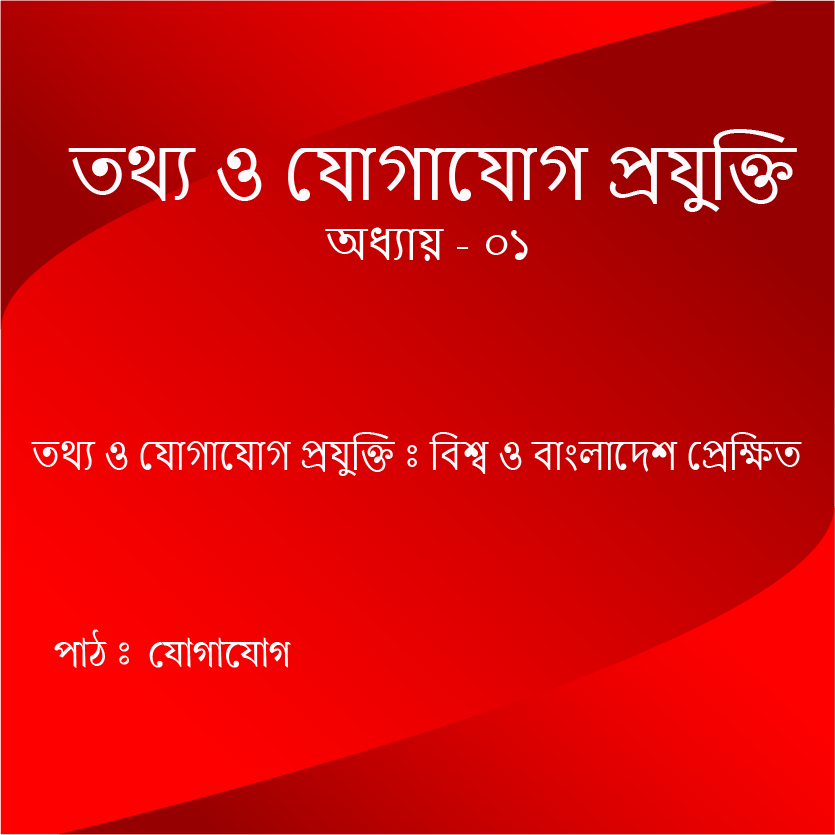 তথ্য ও যোগাযোগ প্রযুক্তি
অধ্যায় - ০১
তথ্য ও যোগাযোগ প্রযুক্তি ঃ বিশ্ব ও বাংলাদেশ প্রেক্ষিত
পাঠ ঃ যোগাযোগ